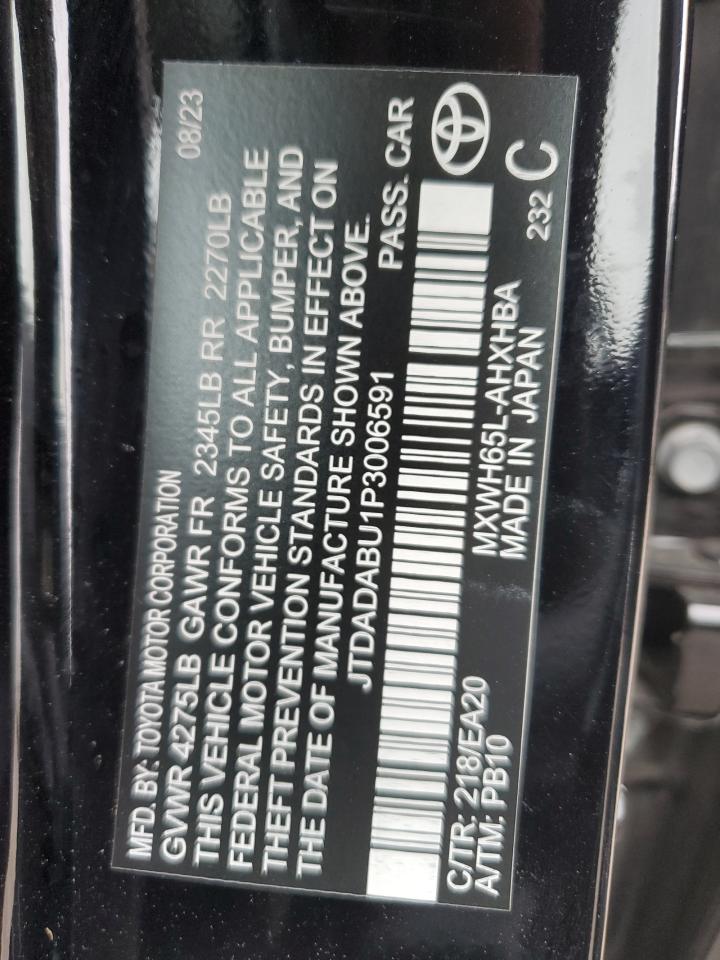 MFD. BY: TOYOTA MOTOR CORPORATION 08/23
GVWR 4275LB GAWR FR 2345LB RR 2270LB
THIS VEHICLE CONFORMS TO ALL APPLICABLE
FEDERAL MOTOR VEHICLE SAFETY, BUMPER, AND
THEFT PREVENTION STANDARDS IN EFFECT ON
THE DATE OF MANUFACTURE SHOWN ABOVE.
JTDADABU1P3006591 PASS. CAR
C/TR: 218/EA20 MXWH65L-AHXHBA
A/TM: PB10 MADE IN JAPAN 232 C